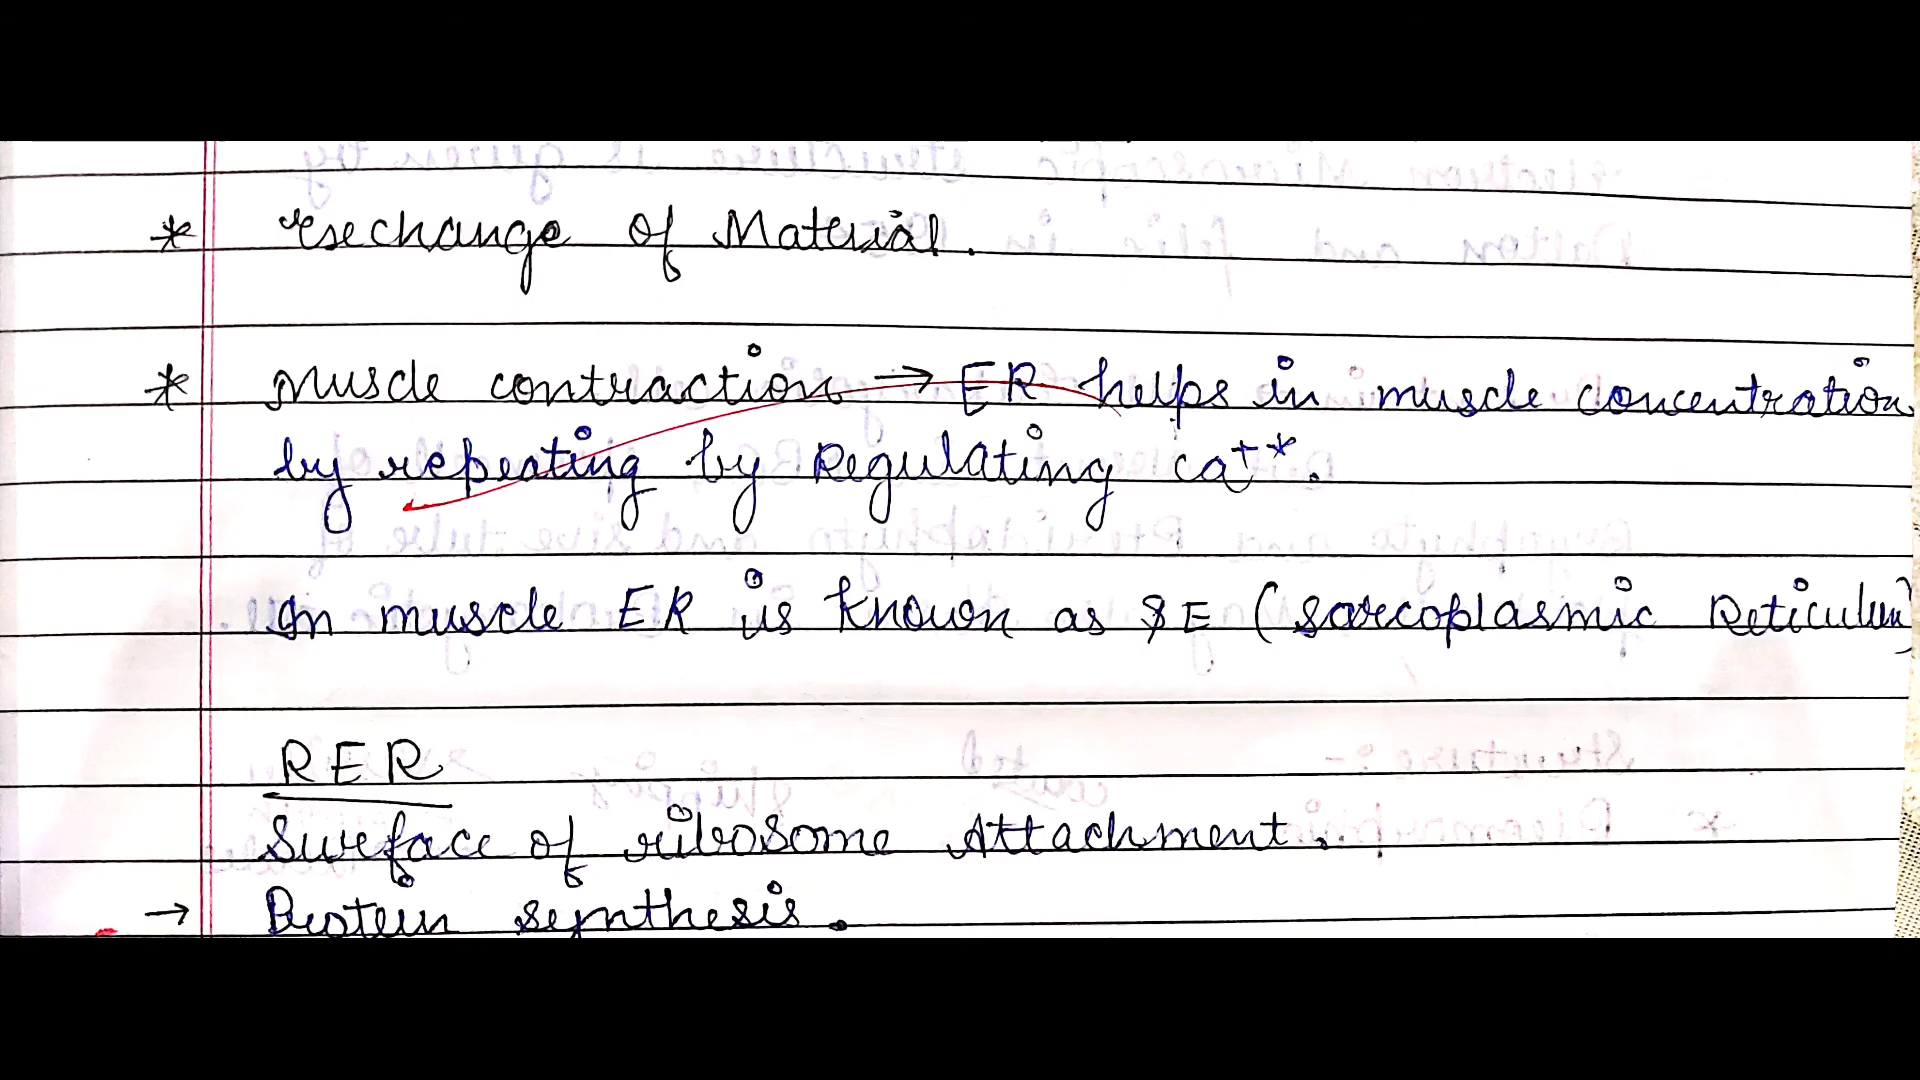 * exechange of Material.
* Muscle contraction → ER helps in muscle concentration
by repeating by Regulating ca+*.
In muscle ER is known as SE (Sarcoplasmic Reticulum)
RER
Surface of ribosome Attachment.
→ Protein synthesis.